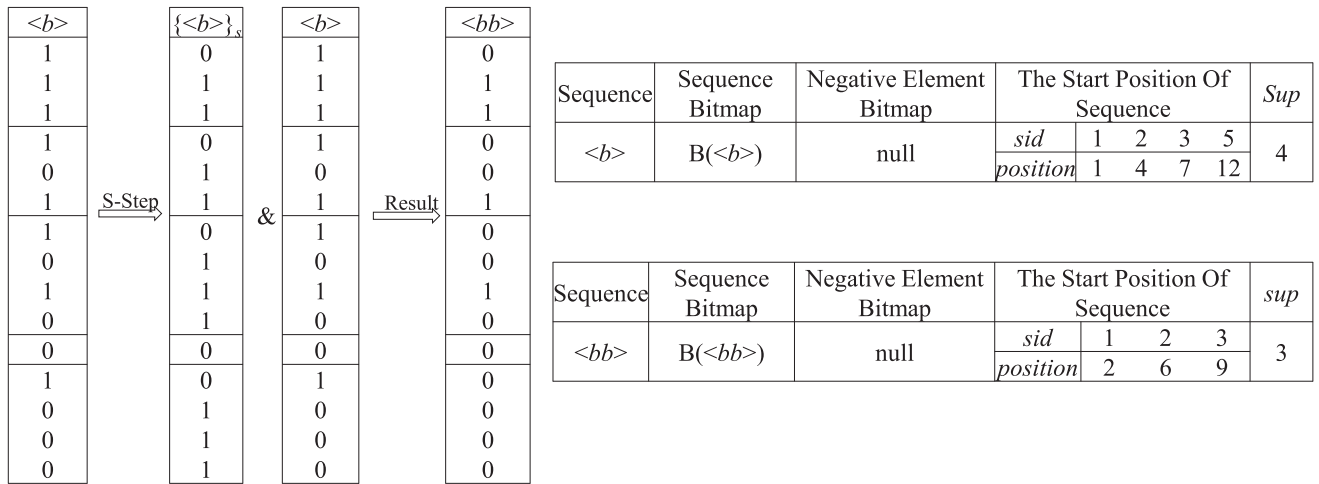 <b> {<b>}s <b> <bb>
1 0 1 0
1 1 1 1
1 1 1 1
1 0 1 0
0 1 0 0
1 1 1 1
S-Step & Result
1 0 1 0
0 1 0 0
1 1 1 1
0 1 0 0
0 0 0 0
1 0 1 0
0 1 0 0
0 1 0 0
0 1 0 0
Sequence Sequence Bitmap Negative Element Bitmap The Start Position Of Sequence Sup
<b> B(<b>) null sid 1 2 3 5 4
position 1 4 7 12
Sequence Sequence Bitmap Negative Element Bitmap The Start Position Of Sequence sup
<bb> B(<bb>) null sid 1 2 3 3
position 2 6 9